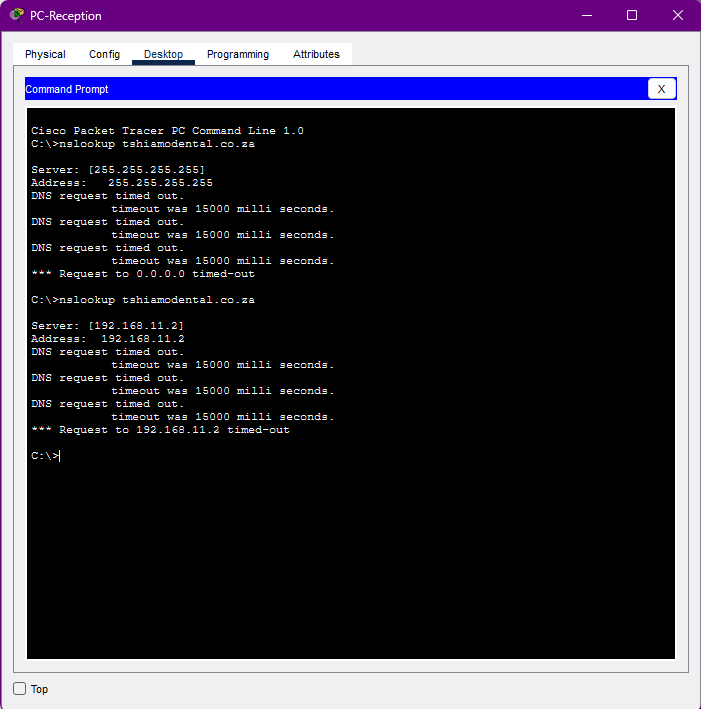 PC-Reception
Physical Config Desktop Programming Attributes
Command Prompt X
Cisco Packet Tracer PC Command Line 1.0
C:\>nslookup tshiamodental.co.za
Server: [255.255.255.255]
Address: 255.255.255.255
DNS request timed out.
timeout was 15000 milli seconds.
DNS request timed out.
timeout was 15000 milli seconds.
DNS request timed out.
timeout was 15000 milli seconds.
*** Request to 0.0.0.0 timed-out
C:\>nslookup tshiamodental.co.za
Server: [192.168.11.2]
Address: 192.168.11.2
DNS request timed out.
timeout was 15000 milli seconds.
DNS request timed out.
timeout was 15000 milli seconds.
DNS request timed out.
timeout was 15000 milli seconds.
*** Request to 192.168.11.2 timed-out
C:\>
Top